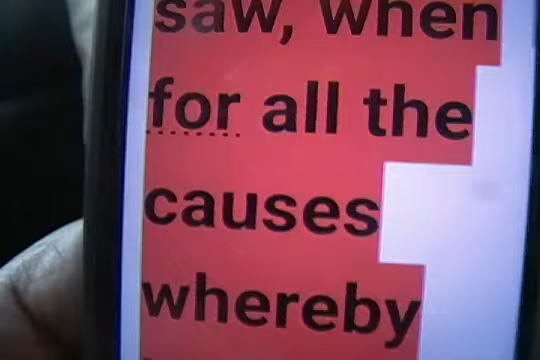 saw, when
for all the
causes
whereby